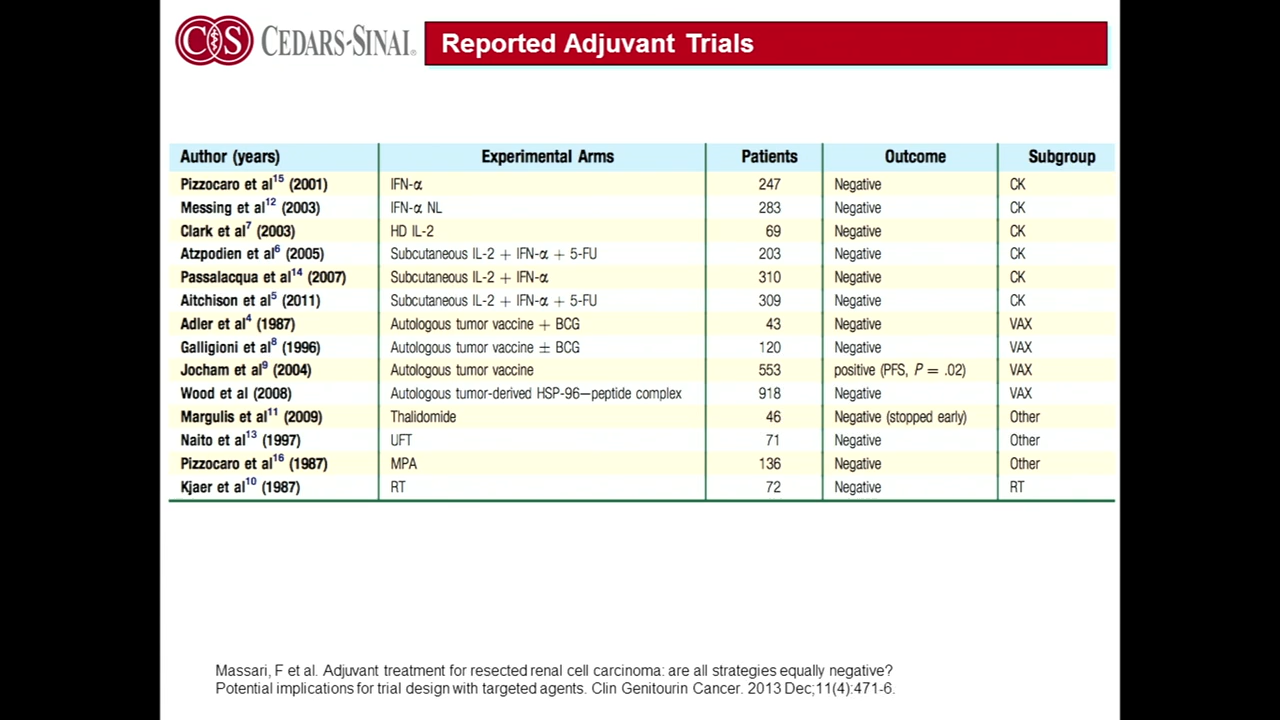 CEDARS-SINAI®
Reported Adjuvant Trials
Author (years) Experimental Arms Patients Outcome Subgroup
Pizzocaro et al15 (2001) IFN-α 247 Negative CK
Messing et al12 (2003) IFN-α NL 283 Negative CK
Clark et al7 (2003) HD IL-2 69 Negative CK
Atzpodien et al6 (2005) Subcutaneous IL-2 + IFN-α + 5-FU 203 Negative CK
Passalacqua et al14 (2007) Subcutaneous IL-2 + IFN-α 310 Negative CK
Aitchison et al5 (2011) Subcutaneous IL-2 + IFN-α + 5-FU 309 Negative CK
Adler et al4 (1987) Autologous tumor vaccine + BCG 43 Negative VAX
Galligioni et al8 (1996) Autologous tumor vaccine ± BCG 120 Negative VAX
Jocham et al9 (2004) Autologous tumor vaccine 553 positive (PFS, P = .02) VAX
Wood et al (2008) Autologous tumor-derived HSP-96–peptide complex 918 Negative VAX
Margulis et al11 (2009) Thalidomide 46 Negative (stopped early) Other
Naito et al13 (1997) UFT 71 Negative Other
Pizzocaro et al16 (1987) MPA 136 Negative Other
Kjaer et al10 (1987) RT 72 Negative RT
Massari, F et al. Adjuvant treatment for resected renal cell carcinoma: are all strategies equally negative?
Potential implications for trial design with targeted agents. Clin Genitourin Cancer. 2013 Dec;11(4):471-6.